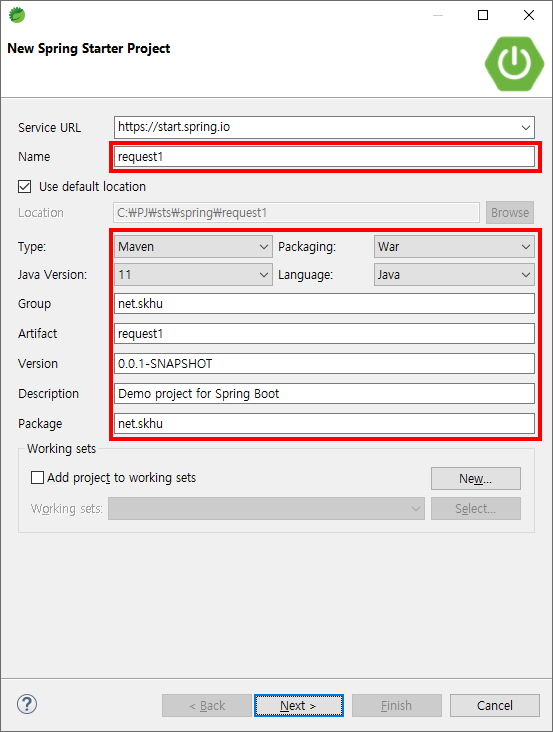 New Spring Starter Project
Service URL https://start.spring.io
Name request1
Use default location
Location C:₩PJ₩sts₩spring₩request1 Browse
Type: Maven Packaging: War
Java Version: 11 Language: Java
Group net.skhu
Artifact request1
Version 0.0.1-SNAPSHOT
Description Demo project for Spring Boot
Package net.skhu
Working sets
Add project to working sets New...
Working sets: Select...
? < Back Next > Finish Cancel